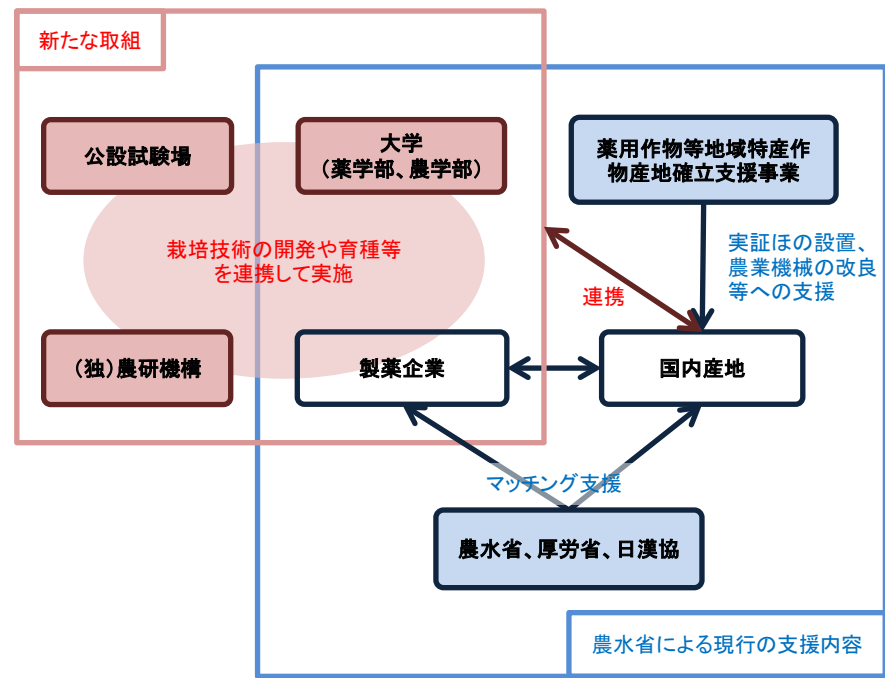 新たな取組
公設試験場
大学
（薬学部、農学部）
薬用作物等地域特産作
物産地確立支援事業
栽培技術の開発や育種等
を連携して実施
実証ほの設置、
農業機械の改良
等への支援
連携
（独）農研機構
製薬企業
国内産地
マッチング支援
農水省、厚労省、日漢協
農水省による現行の支援内容